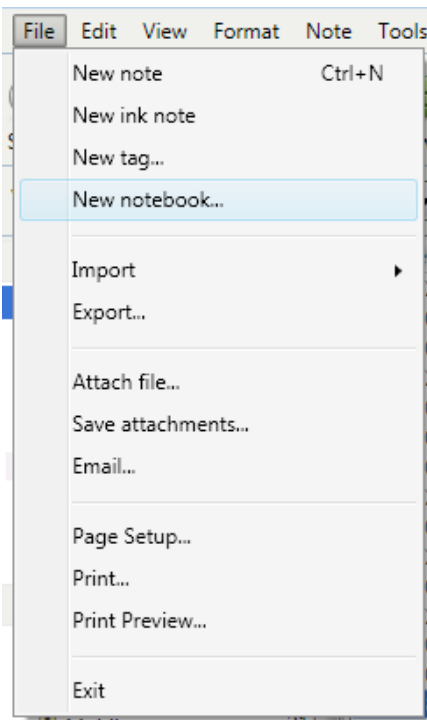 File Edit View Format Note Tools
New note Ctrl+N
New ink note
New tag...
New notebook...
Import
Export...
Attach file...
Save attachments...
Email...
Page Setup...
Print...
Print Preview...
Exit